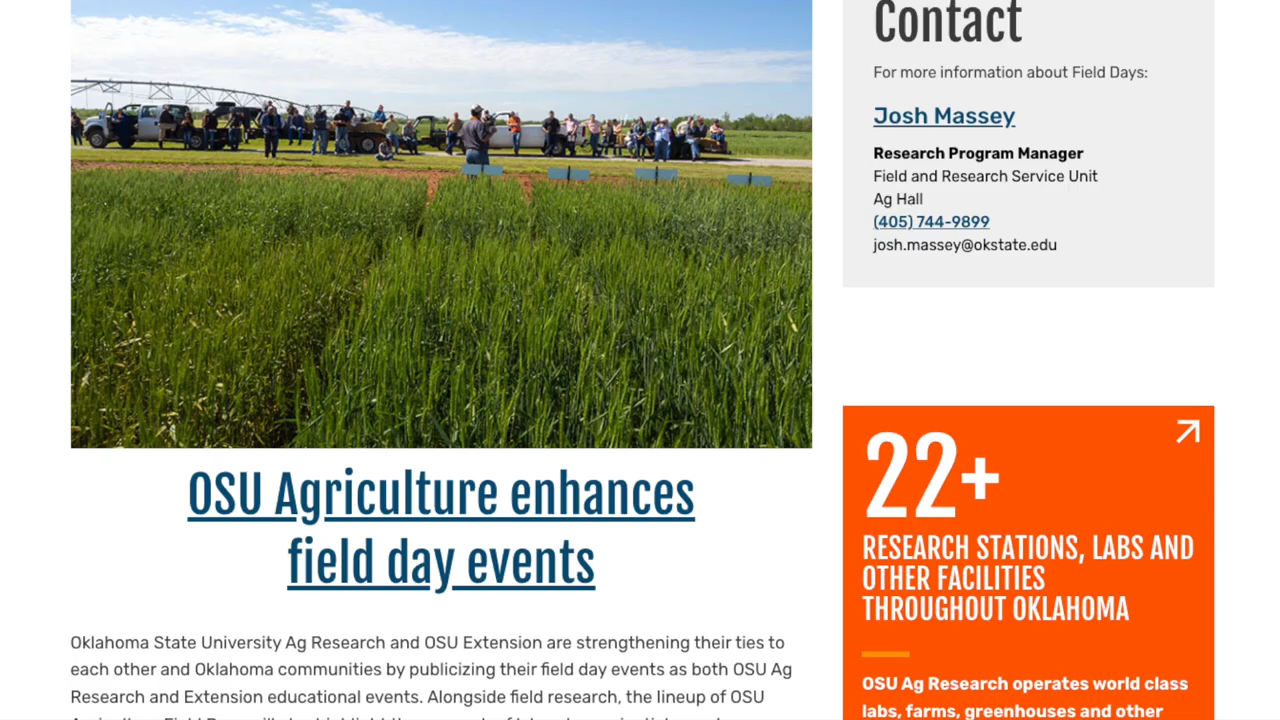 Contact
For more information about Field Days:
Josh Massey
Research Program Manager
Field and Research Service Unit
Ag Hall
(405) 744-9899
josh.massey@okstate.edu
OSU Agriculture enhances
field day events
Oklahoma State University Ag Research and OSU Extension are strengthening their ties to
each other and Oklahoma communities by publicizing their field day events as both OSU Ag
Research and Extension educational events. Alongside field research, the lineup of OSU
22+
RESEARCH STATIONS, LABS AND
OTHER FACILITIES
THROUGHOUT OKLAHOMA
OSU Ag Research operates world class
labs, farms, greenhouses and other